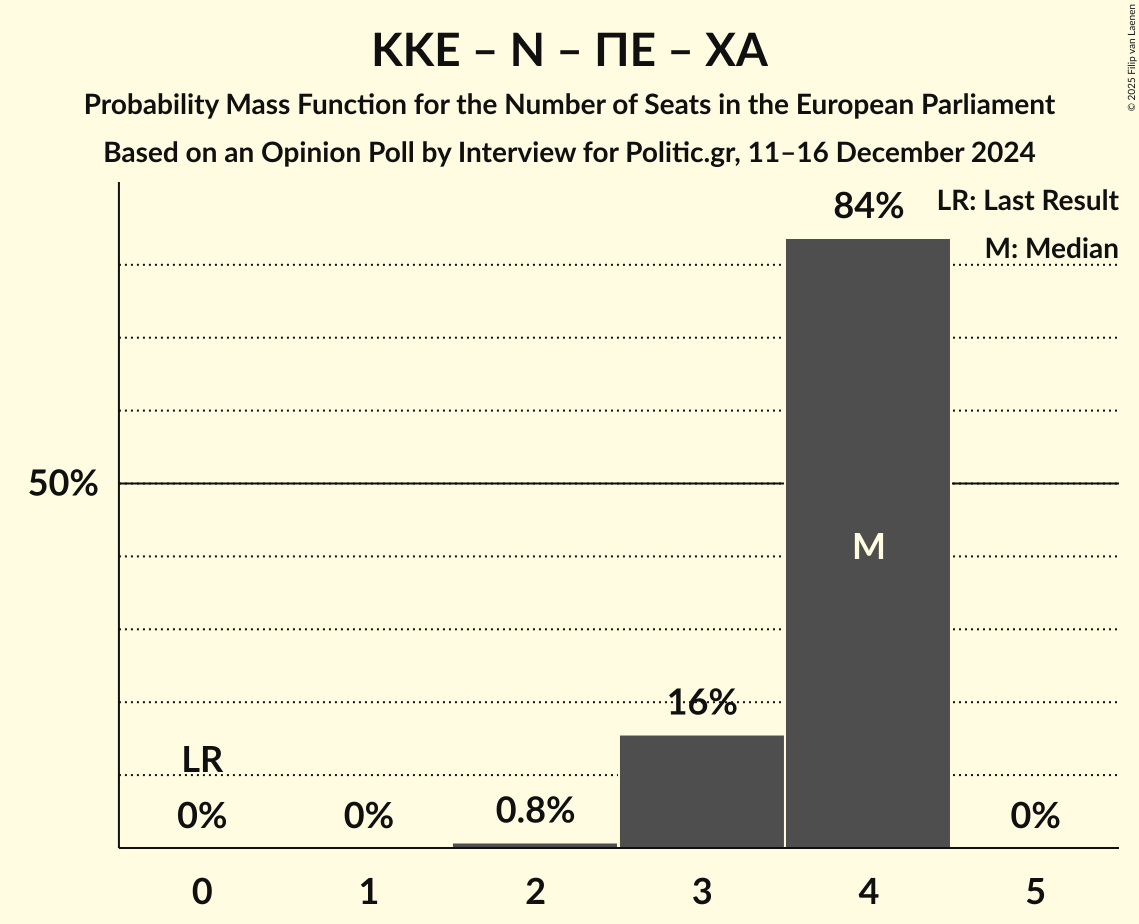 ΚΚΕ – Ν – ΠΕ – ΧΑ
Probability Mass Function for the Number of Seats in the European Parliament
Based on an Opinion Poll by Interview for Politic.gr, 11–16 December 2024
© 2025 Filip van Laenen
LR: Last Result
M: Median
84%
50%
M
16%
LR
0%
0%
0.8%
0%
0
1
2
3
4
5